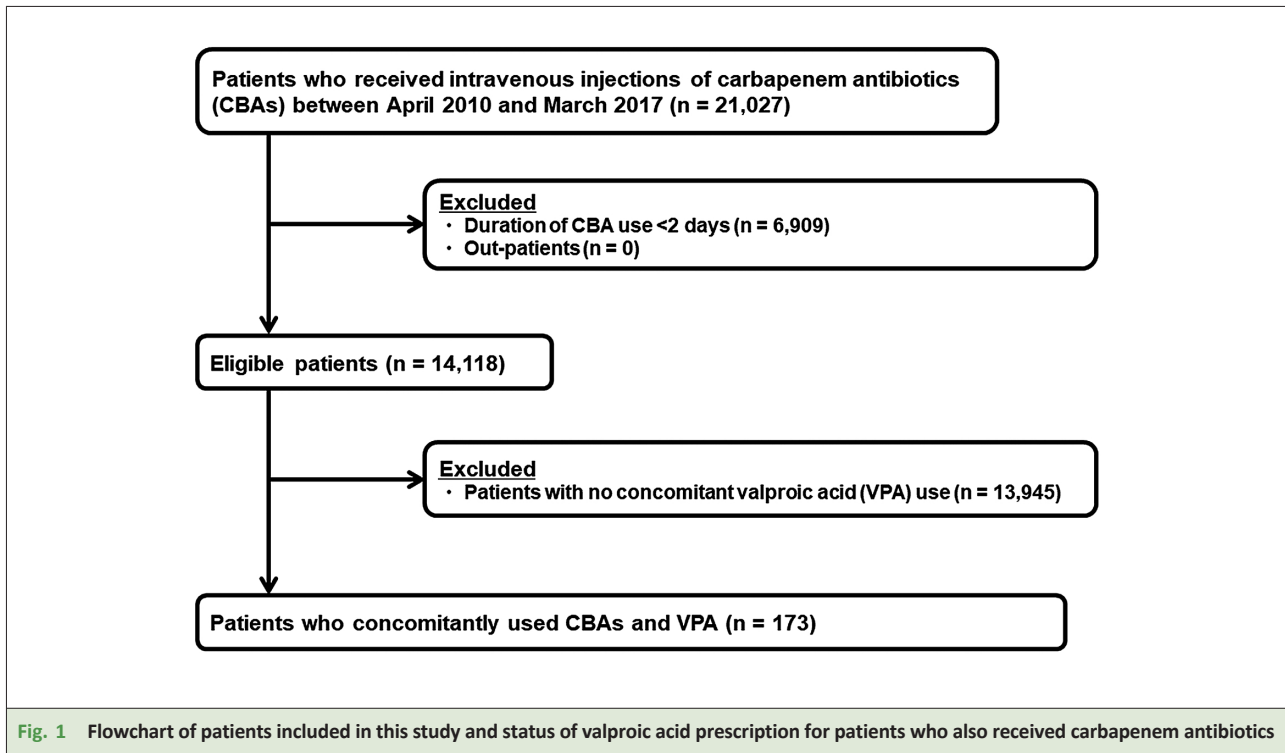 Patients who received intravenous injections of carbapenem antibiotics
(CBAs) between April 2010 and March 2017 (n = 21,027)
Excluded
・ Duration of CBA use <2 days (n = 6,909)
・ Out-patients (n = 0)
Eligible patients (n = 14,118)
Excluded
・ Patients with no concomitant valproic acid (VPA) use (n = 13,945)
Patients who concomitantly used CBAs and VPA (n = 173)
Fig. 1 Flowchart of patients included in this study and status of valproic acid prescription for patients who also received carbapenem antibiotics